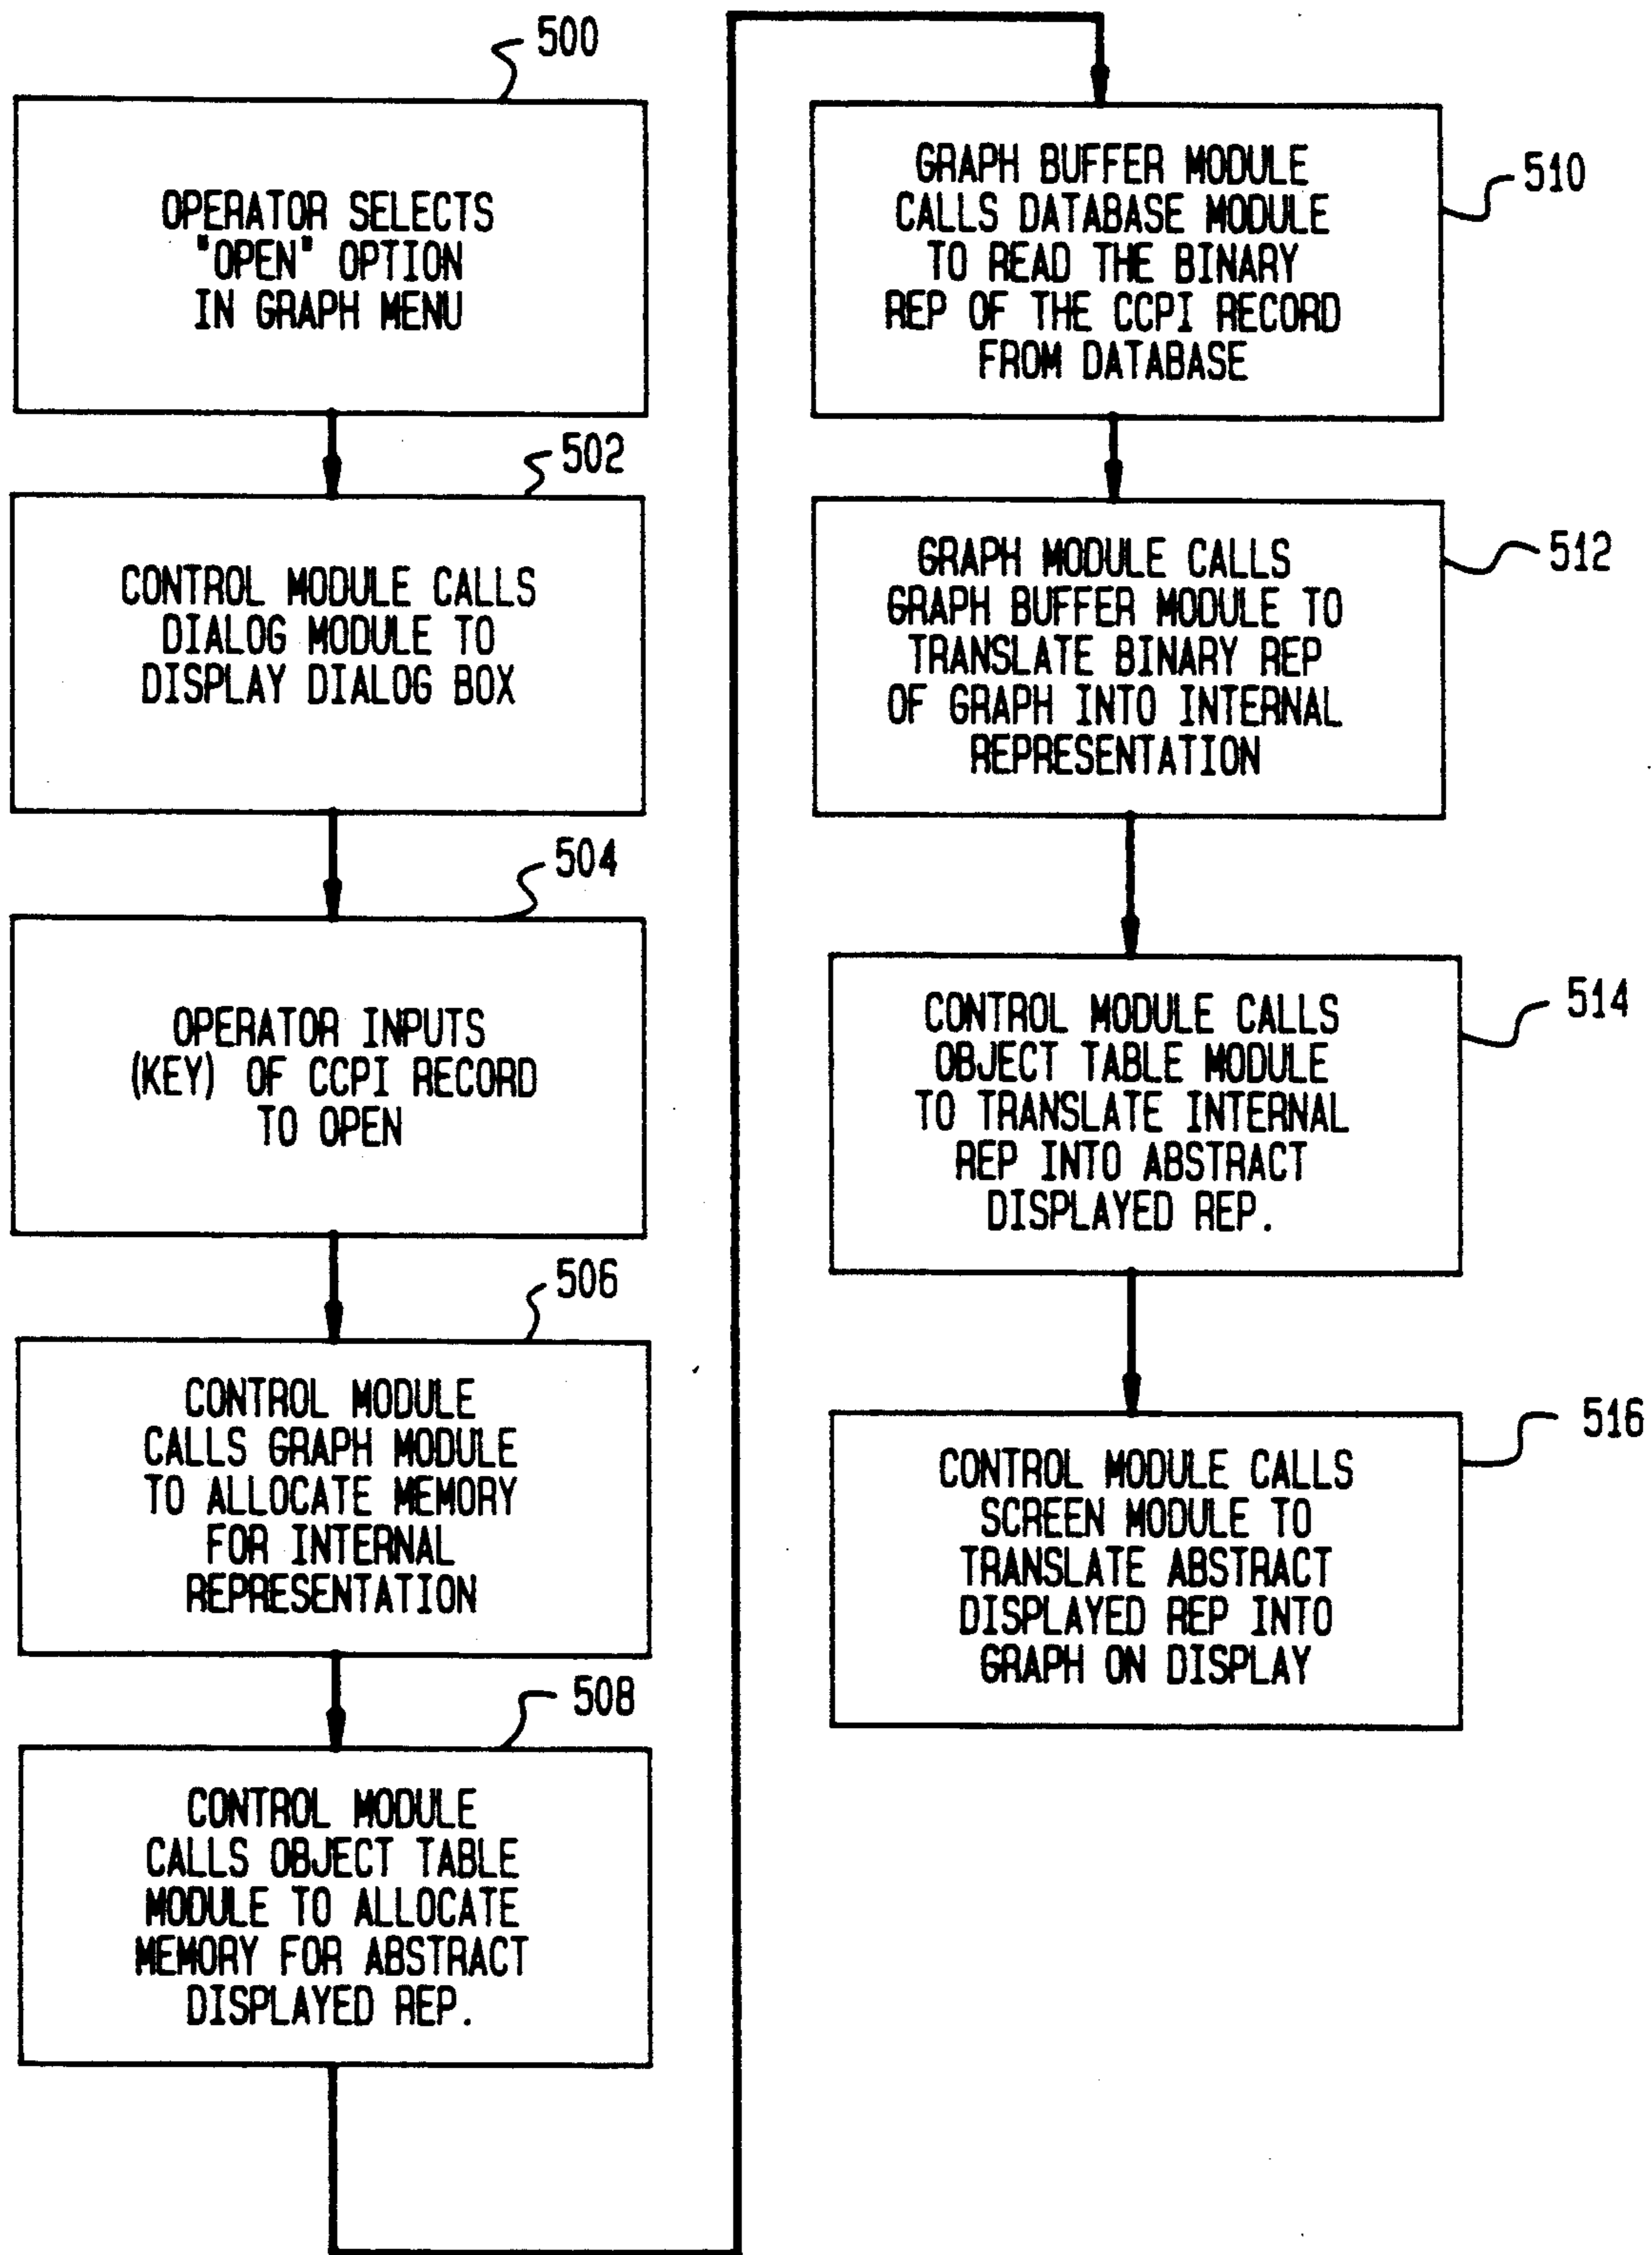 500
OPERATOR SELECTS
"OPEN" OPTION
IN GRAPH MENU
502
CONTROL MODULE CALLS
DIALOG MODULE TO
DISPLAY DIALOG BOX
504
OPERATOR INPUTS
(KEY) OF CCPI RECORD
TO OPEN
506
CONTROL MODULE
CALLS GRAPH MODULE
TO ALLOCATE MEMORY
FOR INTERNAL
REPRESENTATION
508
CONTROL MODULE
CALLS OBJECT TABLE
MODULE TO ALLOCATE
MEMORY FOR ABSTRACT
DISPLAYED REP.
510
GRAPH BUFFER MODULE
CALLS DATABASE MODULE
TO READ THE BINARY
REP OF THE CCPI RECORD
FROM DATABASE
512
GRAPH MODULE CALLS
GRAPH BUFFER MODULE TO
TRANSLATE BINARY REP
OF GRAPH INTO INTERNAL
REPRESENTATION
514
CONTROL MODULE CALLS
OBJECT TABLE MODULE
TO TRANSLATE INTERNAL
REP INTO ABSTRACT
DISPLAYED REP.
516
CONTROL MODULE CALLS
SCREEN MODULE TO
TRANSLATE ABSTRACT
DISPLAYED REP INTO
GRAPH ON DISPLAY